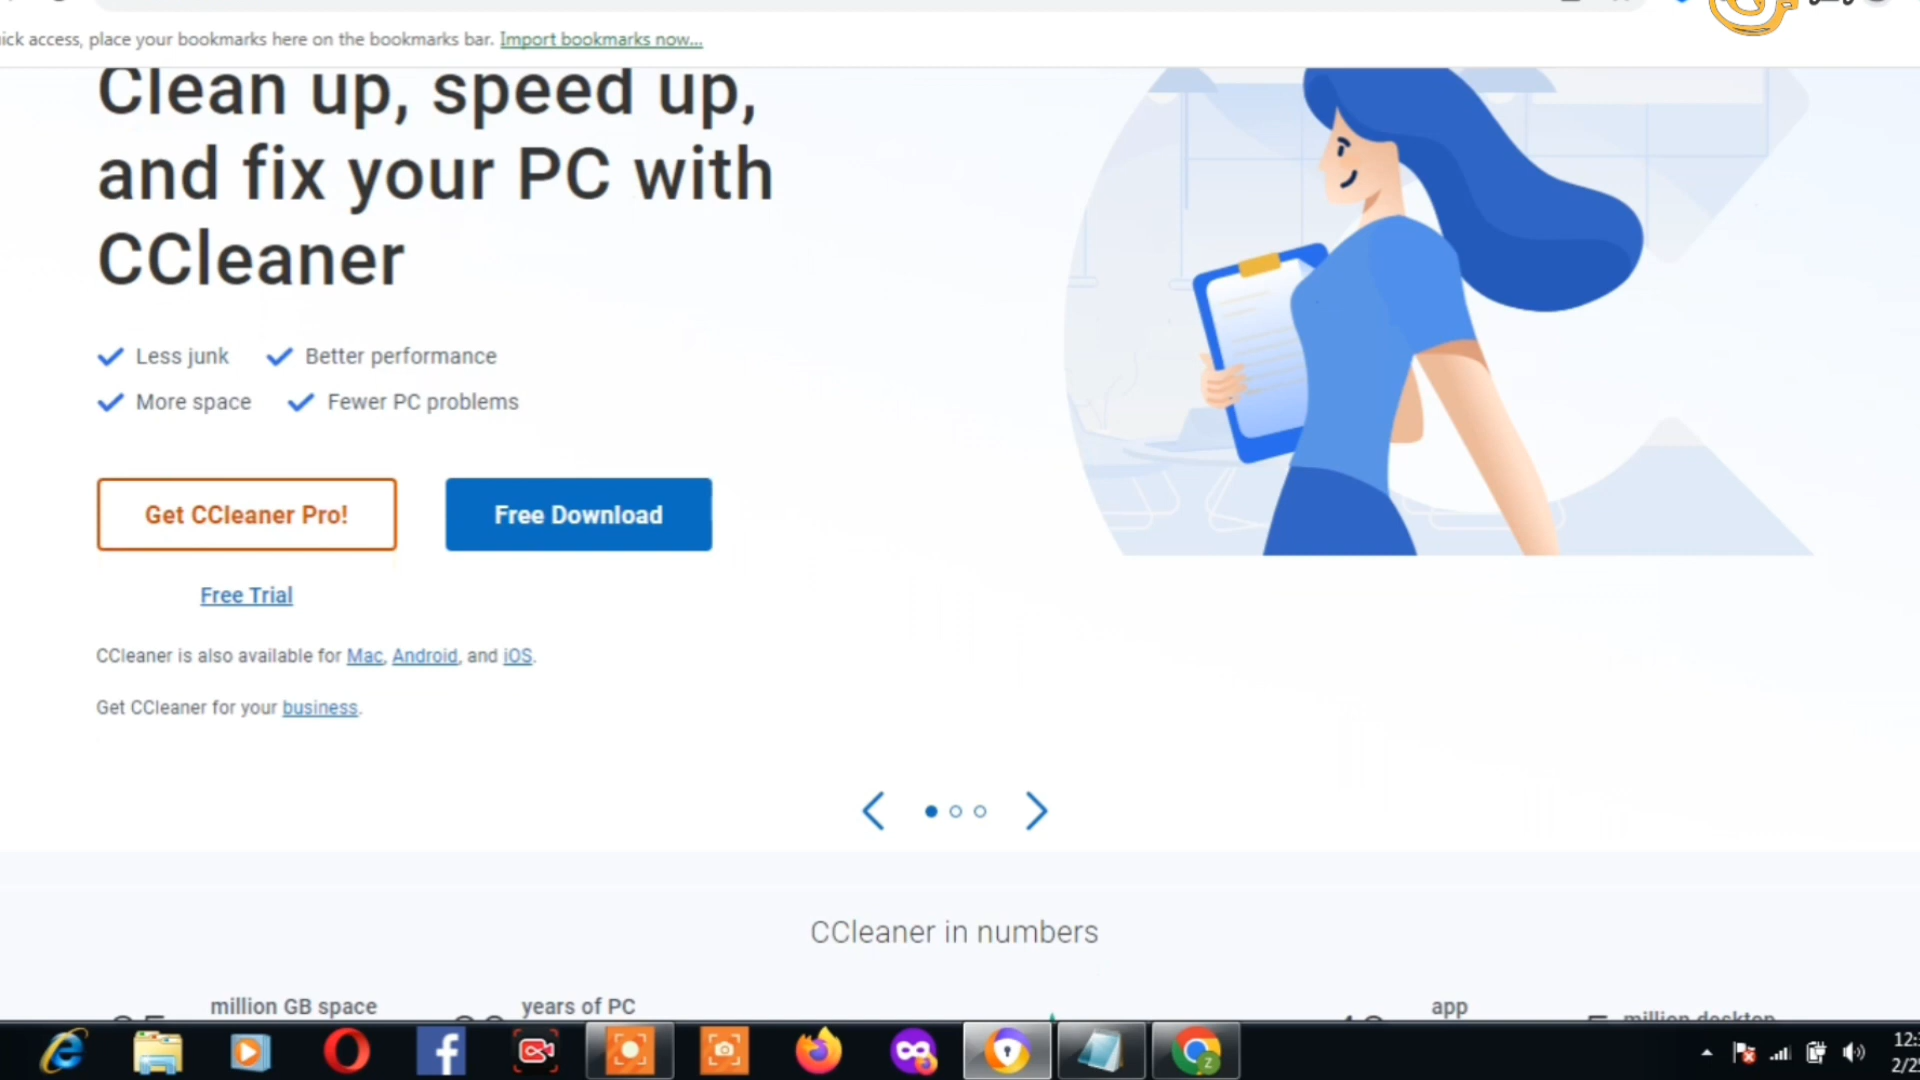 ick access, place your bookmarks here on the bookmarks bar. Import bookmarks now...
Clean up, speed up,
and fix your PC with
CCleaner
Less junk Better performance
More space Fewer PC problems
Get CCleaner Pro! Free Download
Free Trial
CCleaner is also available for Mac, Android, and iOS.
Get CCleaner for your business.
CCleaner in numbers
million GB space years of PC app
million desktop